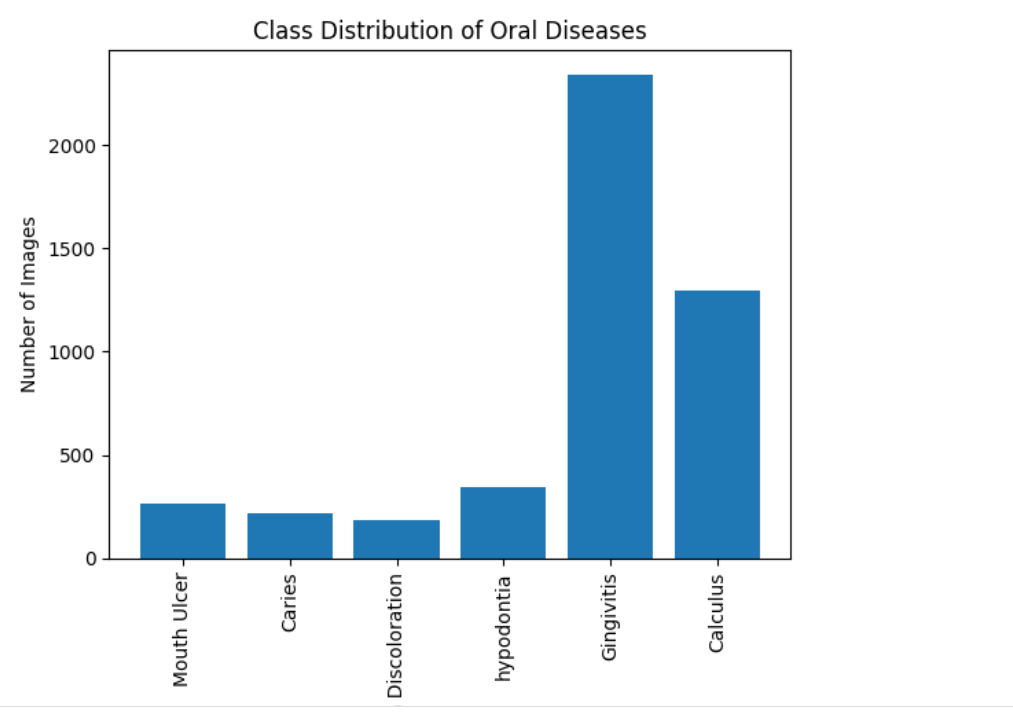 Class Distribution of Oral Diseases
Number of Images
2000
1500
1000
500
0
Mouth Ulcer
Caries
Discoloration
hypodontia
Gingivitis
Calculus